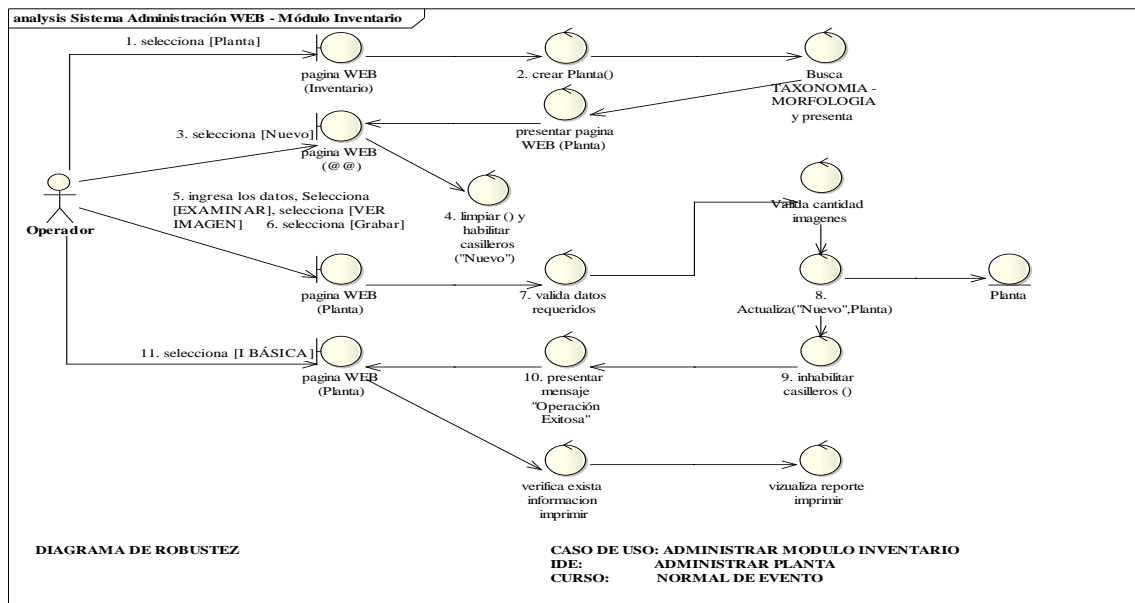 analysis Sistema Administración WEB - Módulo Inventario
1. selecciona [Planta]
pagina WEB
(Inventario)
2. crear Planta()
Busca
TAXONOMIA -
MORFOLOGIA
y presenta
presentar pagina
WEB (Planta)
3. selecciona [Nuevo]
pagina WEB
(@@)
4. limpiar () y
habilitar
casilleros
("Nuevo")
Operador
5. ingresa los datos, Selecciona
[EXAMINAR], selecciona [VER
IMAGEN] 6. selecciona [Grabar]
pagina WEB
(Planta)
7. valida datos
requeridos
Valida cantidad
imagenes
8.
Actualiza("Nuevo",Planta)
Planta
11. selecciona [I BÁSICA]
pagina WEB
(Planta)
10. presentar
mensaje
"Operación
Exitosa"
9. inhabilitar
casilleros ()
verifica exista
informacion
imprimir
vizualiza reporte
imprimir
DIAGRAMA DE ROBUSTEZ
CASO DE USO: ADMINISTRAR MODULO INVENTARIO
IDE: ADMINISTRAR PLANTA
CURSO: NORMAL DE EVENTO